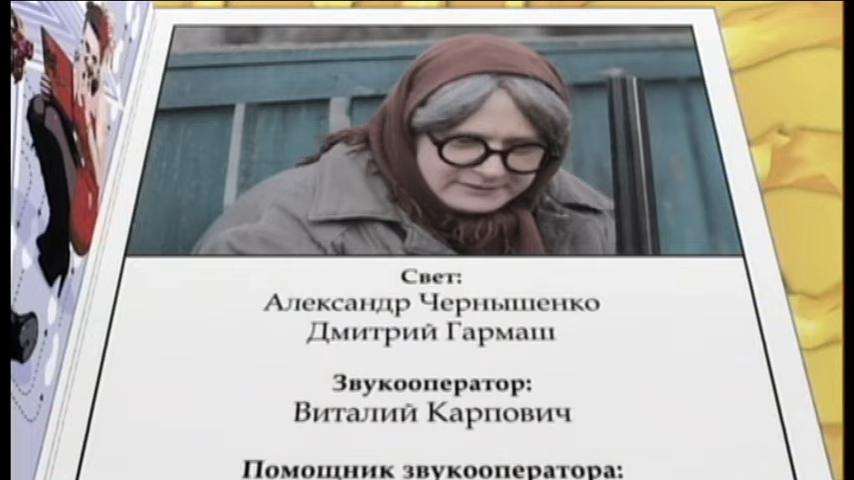 Свет:
Александр Чернышенко
Дмитрий Гармаш
Звукооператор:
Виталий Карпович
Помощник звукооператора: